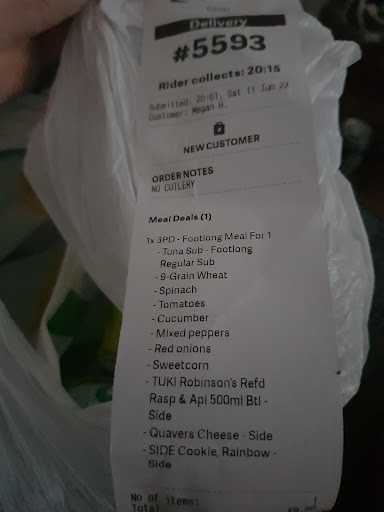 Delivery
#5593
Rider collects: 20:15
Submitted: 20:01, Sat 11 Jun 22
Customer: Megan H.
NEW CUSTOMER
ORDER NOTES
NO CUTLERY
Meal Deals (1)
1x 3PD - Footlong Meal For 1
- Tuna Sub - Footlong
Regular Sub
- 9-Grain Wheat
- Spinach
- Tomatoes
- Cucumber
- Mixed peppers
- Red onions
- Sweetcorn
- TUKI Robinson's Refd
Rasp & Apl 500ml Btl -
Side
- Quavers Cheese - Side
- SIDE Cookie, Rainbow -
Side
No of items: 1
Total